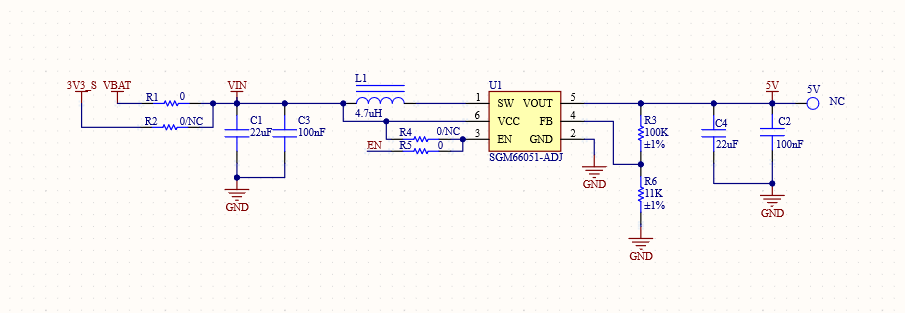 3V3_S VBAT
VIN
R1 0
R2 0/NC
C1
22uF
C3
100nF
GND
L1
4.7uH
EN
R4 0/NC
R5 0
U1
1 SW VOUT 5
6 VCC FB 4
3 EN GND 2
SGM66051-ADJ
GND
R3
100K
±1%
R6
11K
±1%
GND
C4
22uF
5V
C2
100nF
GND
5V
NC